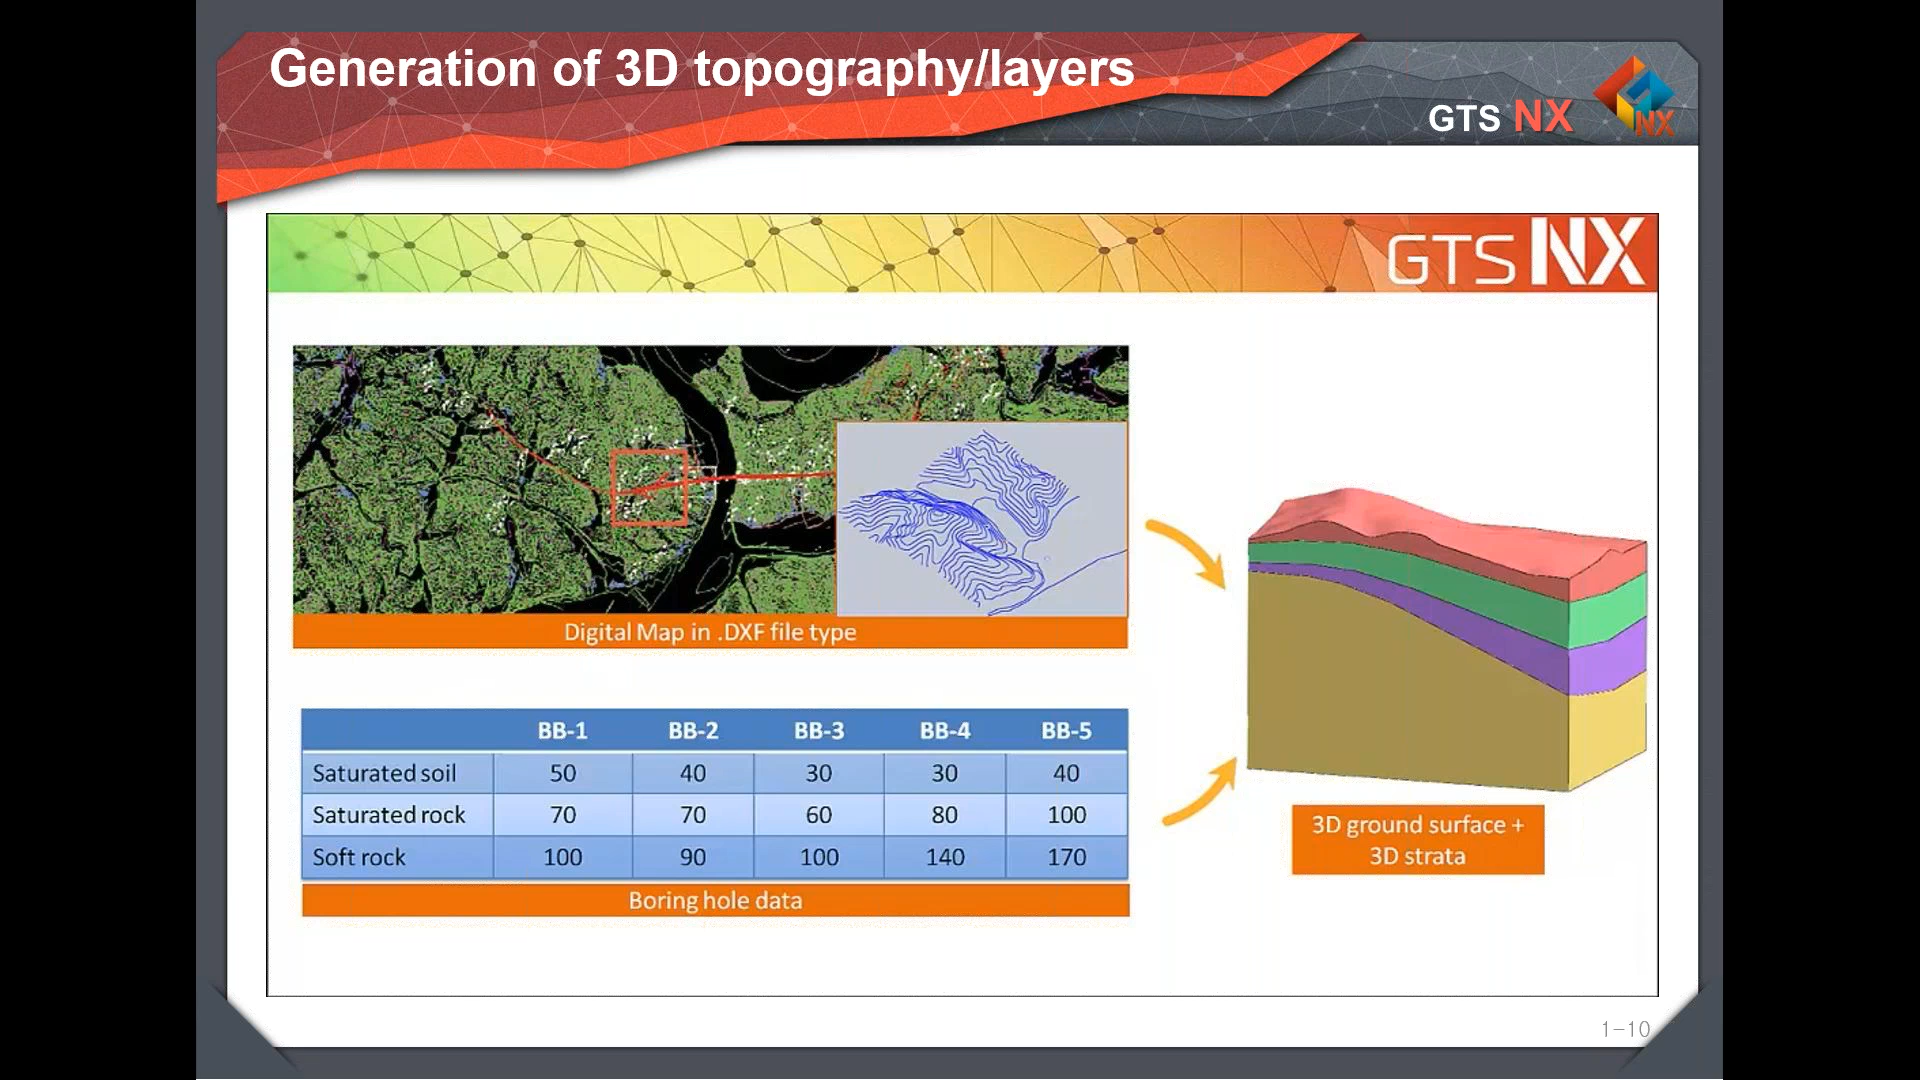 Generation of 3D topography/layers
GTS NX
NX
GTS NX
Digital Map in .DXF file type
BB-1 BB-2 BB-3 BB-4 BB-5
Saturated soil 50 40 30 30 40
Saturated rock 70 70 60 80 100
Soft rock 100 90 100 140 170
Boring hole data
3D ground surface +
3D strata
1-10